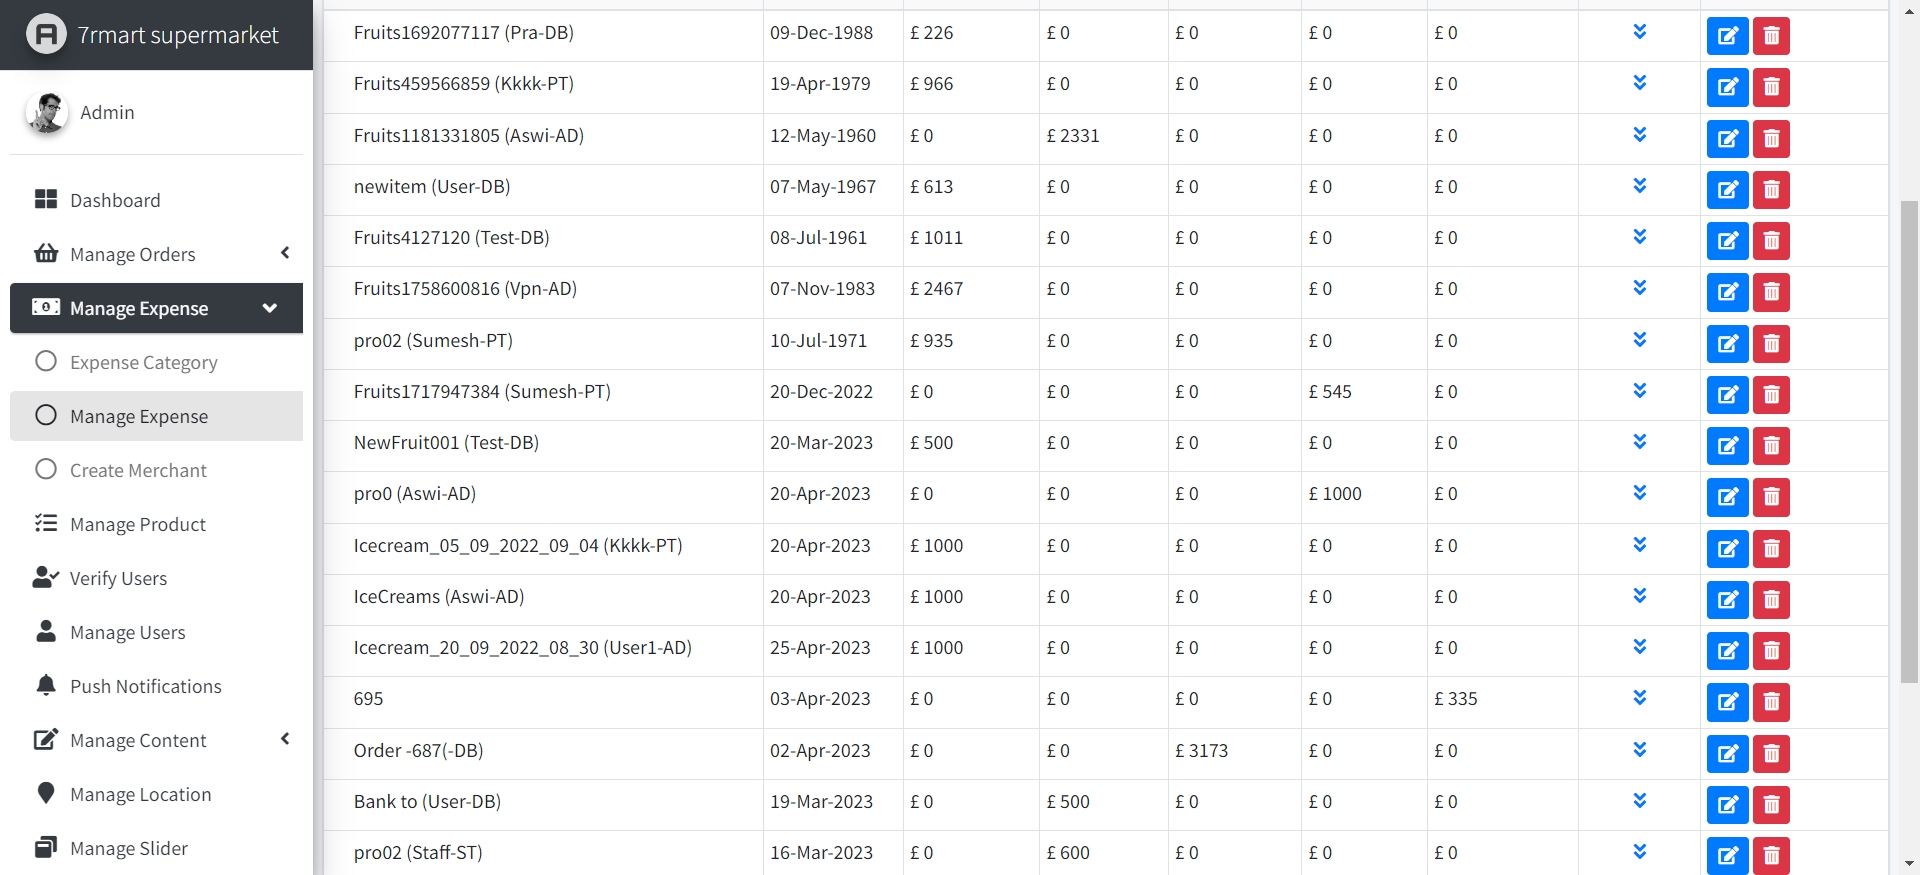 7rmart supermarket
Admin
Dashboard
Manage Orders
Manage Expense
Expense Category
Manage Expense
Create Merchant
Manage Product
Verify Users
Manage Users
Push Notifications
Manage Content
Manage Location
Manage Slider
Fruits1692077117 (Pra-DB) 09-Dec-1988 £ 226 £ 0 £ 0 £ 0 £ 0
Fruits459566859 (Kkkk-PT) 19-Apr-1979 £ 966 £ 0 £ 0 £ 0 £ 0
Fruits1181331805 (Aswi-AD) 12-May-1960 £ 0 £ 2331 £ 0 £ 0 £ 0
newitem (User-DB) 07-May-1967 £ 613 £ 0 £ 0 £ 0 £ 0
Fruits4127120 (Test-DB) 08-Jul-1961 £ 1011 £ 0 £ 0 £ 0 £ 0
Fruits1758600816 (Vpn-AD) 07-Nov-1983 £ 2467 £ 0 £ 0 £ 0 £ 0
pro02 (Sumesh-PT) 10-Jul-1971 £ 935 £ 0 £ 0 £ 0 £ 0
Fruits1717947384 (Sumesh-PT) 20-Dec-2022 £ 0 £ 0 £ 0 £ 545 £ 0
NewFruit001 (Test-DB) 20-Mar-2023 £ 500 £ 0 £ 0 £ 0 £ 0
pro0 (Aswi-AD) 20-Apr-2023 £ 0 £ 0 £ 0 £ 1000 £ 0
Icecream_05_09_2022_09_04 (Kkkk-PT) 20-Apr-2023 £ 1000 £ 0 £ 0 £ 0 £ 0
IceCreams (Aswi-AD) 20-Apr-2023 £ 1000 £ 0 £ 0 £ 0 £ 0
Icecream_20_09_2022_08_30 (User1-AD) 25-Apr-2023 £ 1000 £ 0 £ 0 £ 0 £ 0
695 03-Apr-2023 £ 0 £ 0 £ 0 £ 0 £ 335
Order -687(-DB) 02-Apr-2023 £ 0 £ 0 £ 3173 £ 0 £ 0
Bank to (User-DB) 19-Mar-2023 £ 0 £ 500 £ 0 £ 0 £ 0
pro02 (Staff-ST) 16-Mar-2023 £ 0 £ 600 £ 0 £ 0 £ 0